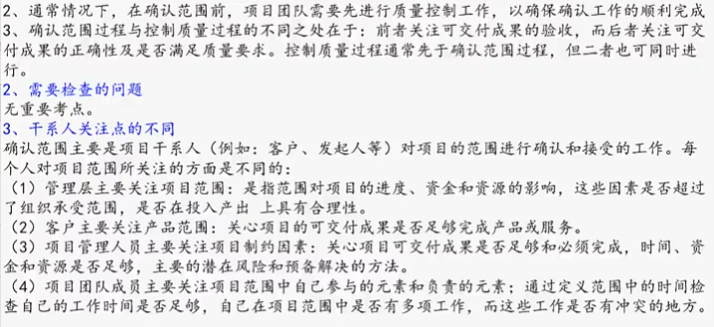 2、通常情况下，在确认范围前，项目团队需要先进行质量控制工作，以确保确认工作的顺利完成
3、确认范围过程与控制质量过程的不同之处在于：前者关注可交付成果的验收，而后者关注可交
付成果的正确性及是否满足质量要求。控制质量过程通常先于确认范围过程，但二者也可同时进
行。
2、需要检查的问题
无重要考点。
3、干系人关注点的不同
确认范围主要是项目干系人（例如：客户、发起人等）对项目的范围进行确认和接受的工作。每
个人对项目范围所关注的方面是不同的：
（1）管理层主要关注项目范围：是指范围对项目的进度、资金和资源的影响，这些因素是否超过
了组织承受范围，是否在投入产出 上具有合理性。
（2）客户主要关注产品范围：关心项目的可交付成果是否足够完成产品或服务。
（3）项目管理人员主要关注项目制约因素：关心项目可交付成果是否足够和必须完成，时间、资
金和资源是否足够，主要的潜在风险和预备解决的方法。
（4）项目团队成员主要关注项目范围中自己参与的元素和负责的元素；通过定义范围中的时间检
查自己的工作时间是否足够，自己在项目范围中是否有多项工作，而这些工作是否有冲突的地方。